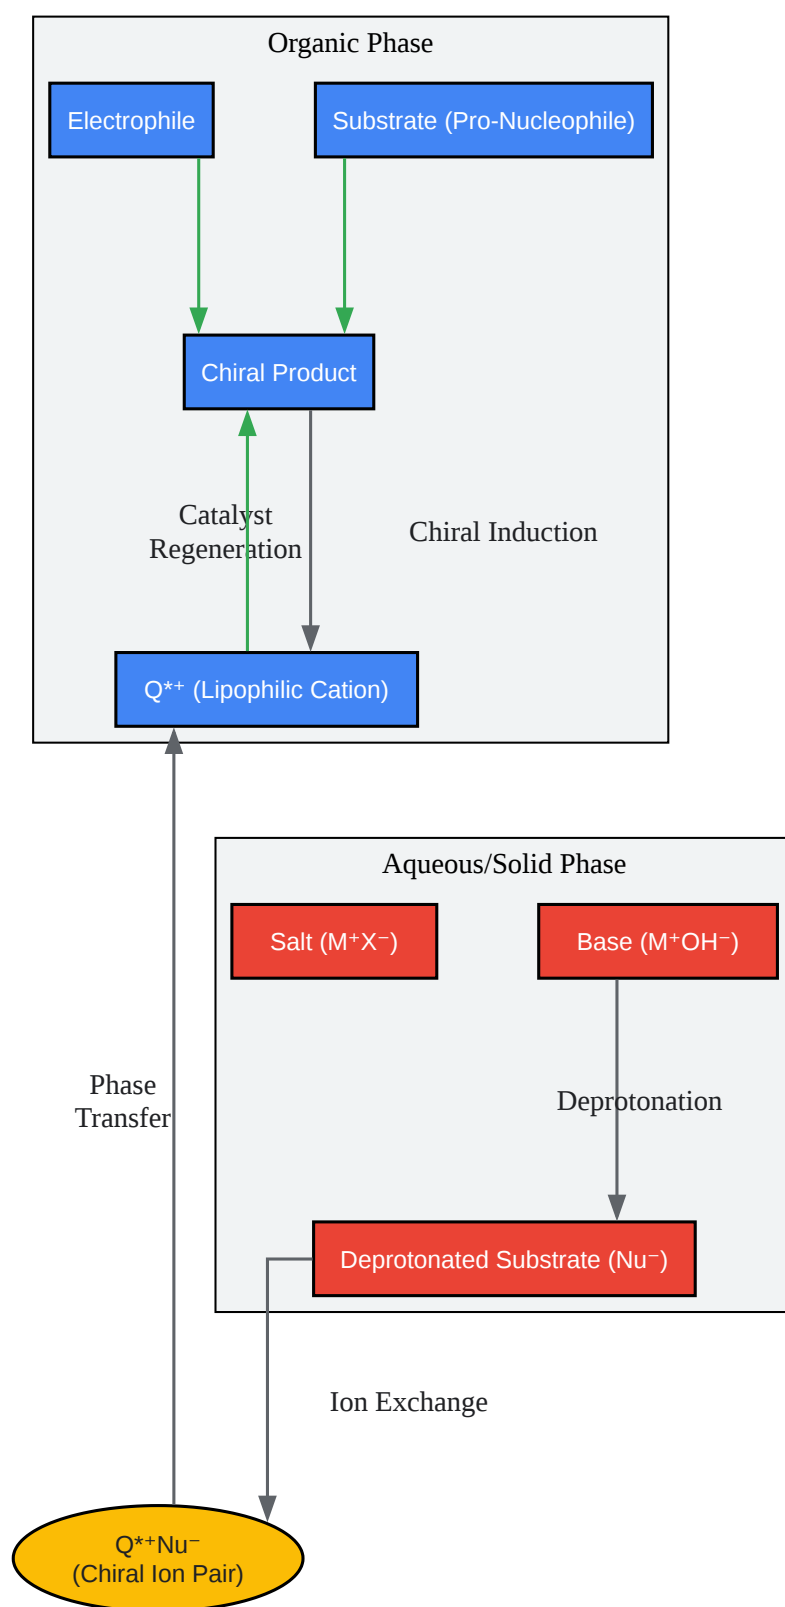 Organic Phase
Electrophile
Substrate (Pro-Nucleophile)
Chiral Product
Catalyst
Regeneration
Chiral Induction
Q*⁺ (Lipophilic Cation)
Aqueous/Solid Phase
Salt (M⁺X⁻)
Base (M⁺OH⁻)
Phase
Transfer
Deprotonation
Deprotonated Substrate (Nu⁻)
Ion Exchange
Q*⁺Nu⁻
(Chiral Ion Pair)